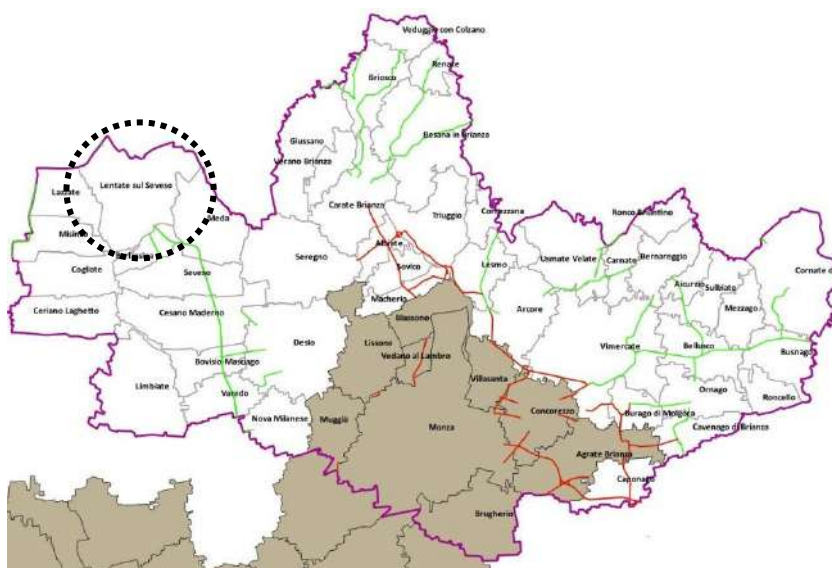 Veduggio con Colzano
Renate
Briosco
Besana in Brianza
Giussano
Verano Brianza
Lentate sul Seveso
Lazzate
Carate Brianza
Meda
Triuggio
Correzzana
Ronco Briantino
Misinto
Albiate
Seregno
Sovico
Lesmo
Usmate Velate
Carnate
Bernareggio
Cogliate
Seveso
Cornate d
Aicurzio
Sulbiate
Macherio
Mezzago
Ceriano Laghetto
Cesano Maderno
Biassono
Arcore
Desio
Lissone
Vimercate
Bellusco
Busnago
Bovisio Masciago
Vedano al Lambro
Limbiate
Villasanta
Ornago
Varedo
Roncello
Nova Milanese
Muggiò
Concorezzo
Burago di Molgora
Monza
Cavenago di Brianza
Agrate Brianza
Caponago
Brugherio